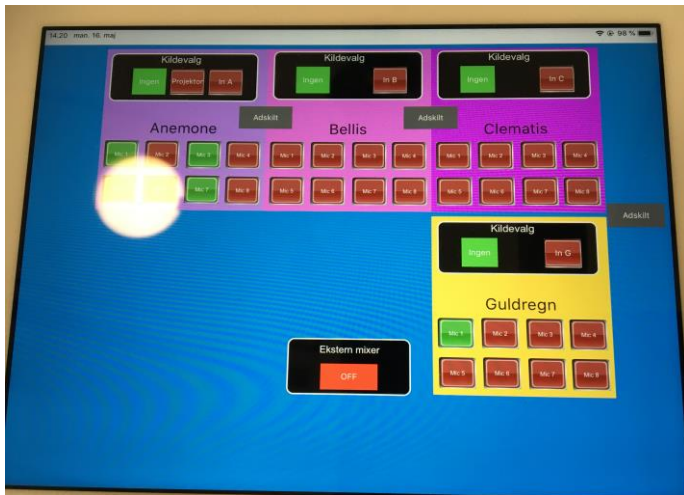 14.20 man. 16. maj
98 %
Kildevalg
Ingen Projektor In A
Kildevalg
Ingen In B
Kildevalg
Ingen In C
Adskilt
Adskilt
Anemone
Bellis
Clematis
Mic 1 Mic 2 Mic 3 Mic 4
Mic 1 Mic 2 Mic 3 Mic 4
Mic 1 Mic 2 Mic 3 Mic 4
Mic 7 Mic 8
Mic 5 Mic 6 Mic 7 Mic 8
Mic 5 Mic 6 Mic 7 Mic 8
Adskilt
Kildevalg
Ingen In G
Guldregn
Mic 1 Mic 2 Mic 3 Mic 4
Mic 5 Mic 6 Mic 7 Mic 8
Ekstern mixer
OFF